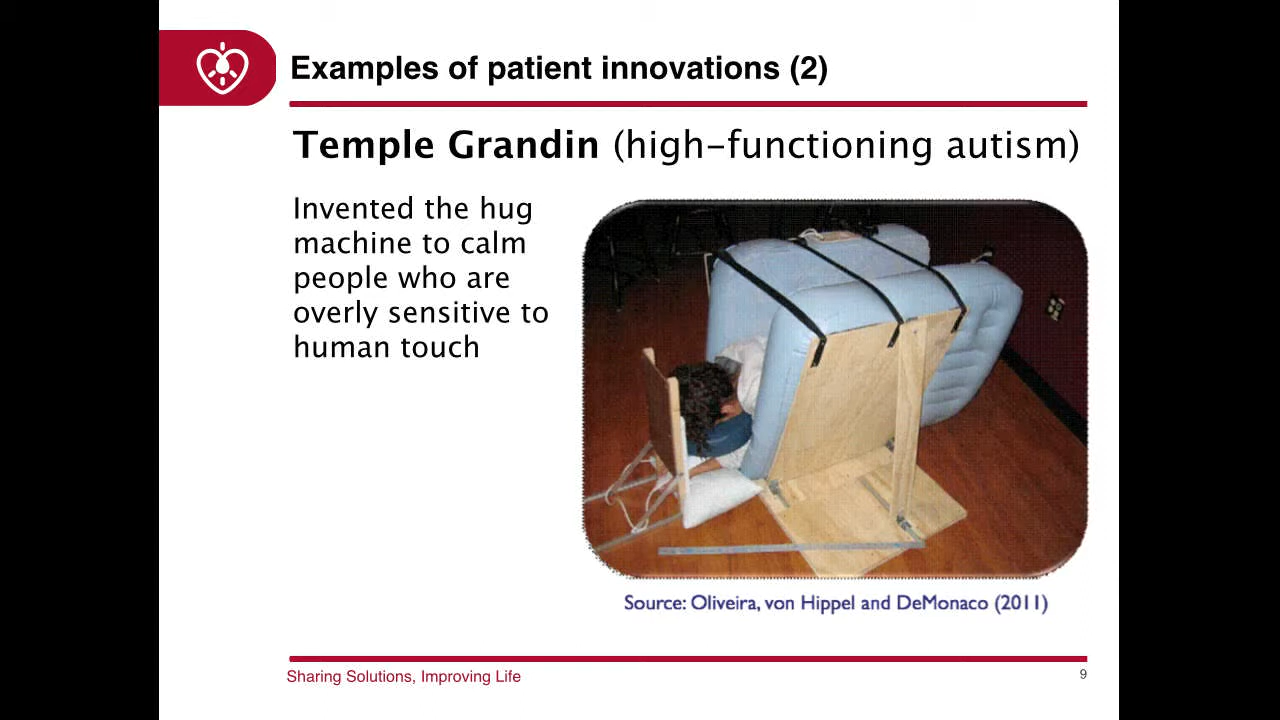 Examples of patient innovations (2)
Temple Grandin (high-functioning autism)
Invented the hug
machine to calm
people who are
overly sensitive to
human touch
Source: Oliveira, von Hippel and DeMonaco (2011)
Sharing Solutions, Improving Life
9